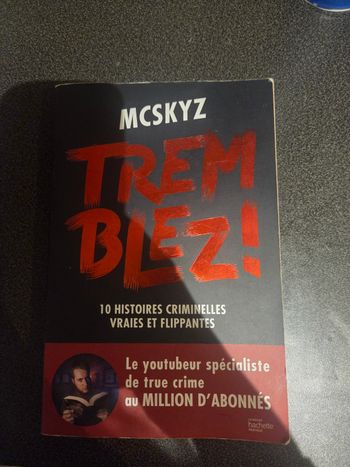 MCSKYZ
TREM
BLEZ!
10 HISTOIRES CRIMINELLES
VRAIES ET FLIPPANTES
Le youtubeur spécialiste
de true crime
au MILLION D'ABONNÉS
hachette